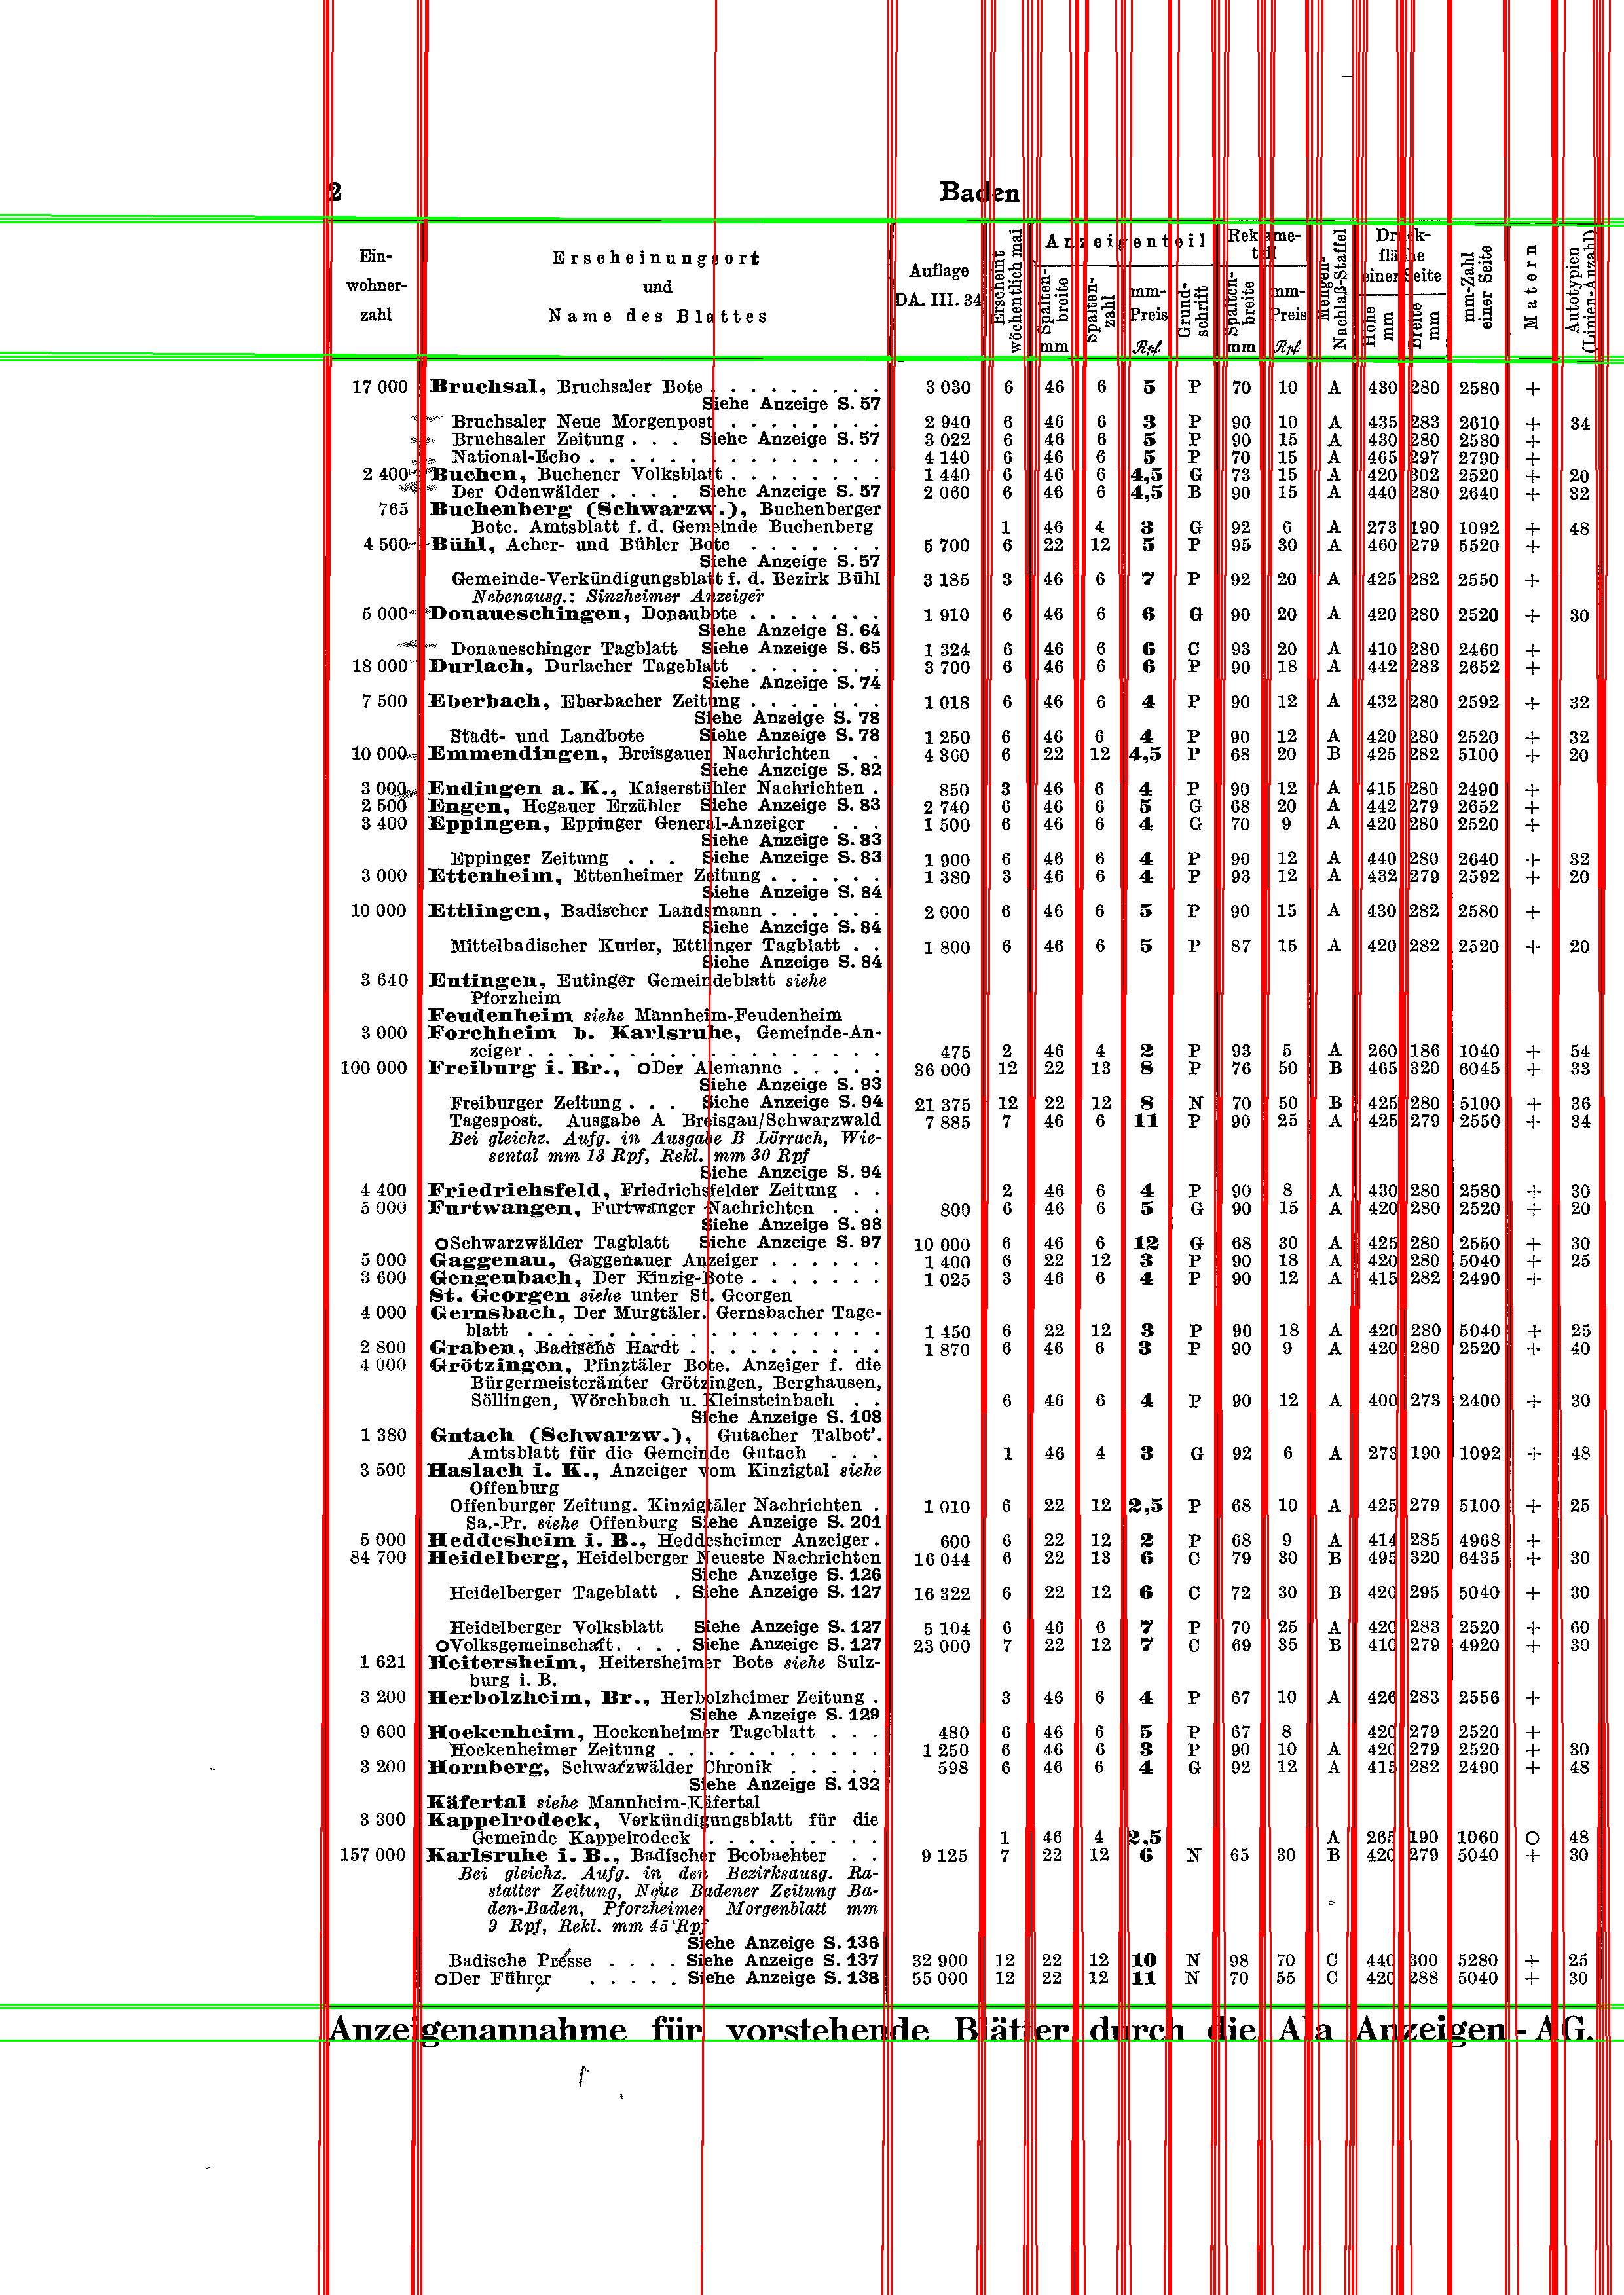 2 Baden
Ein-wohner-zahl Erscheinungsort und Name des Blattes Auflage DA. III. 34 Erscheint wöchentlich mal Anzeigenteil Spalten-breite mm Spalten-zahl mm-Preis Rpf Grund-schrift Reklame-teil Spalten-breite mm mm-Preis Rpf Mengen-Nachlaß-Staffel Druck-fläche einer Seite Höhe mm Breite mm mm-Zahl einer Seite Matern Autotypien (Linien-Anzahl)
17 000 Bruchsal, Bruchsaler Bote . . . . . . . . . 3 030 6 46 6 5 P 70 10 A 430 280 2580 +
Siehe Anzeige S. 57
Bruchsaler Neue Morgenpost . . . . . . . . 2 940 6 46 6 3 P 90 10 A 435 283 2610 + 34
Bruchsaler Zeitung . . . Siehe Anzeige S. 57 3 022 6 46 6 5 P 90 15 A 430 280 2580 +
National-Echo . . . . . . . . . . . . . . . 4 140 6 46 6 5 P 70 15 A 465 297 2790 +
2 400 Buchen, Buchener Volksblatt . . . . . . . . 1 440 6 46 6 4,5 G 73 15 A 420 302 2520 + 20
Der Odenwälder . . . . Siehe Anzeige S. 57 2 060 6 46 6 4,5 B 90 15 A 440 280 2640 + 32
765 Buchenberg (Schwarzw.), Buchenberger
Bote. Amtsblatt f. d. Gemeinde Buchenberg 1 46 4 3 G 92 6 A 273 190 1092 + 48
4 500 Bühl, Acher- und Bühler Bote . . . . . . . 5 700 6 22 12 5 P 95 30 A 460 279 5520 +
Siehe Anzeige S. 57
Gemeinde-Verkündigungsblatt f. d. Bezirk Bühl 3 185 3 46 6 7 P 92 20 A 425 282 2550 +
Nebenausg.: Sinzheimer Anzeiger
5 000 Donaueschingen, Donaubote . . . . . . . 1 910 6 46 6 6 G 90 20 A 420 280 2520 + 30
Siehe Anzeige S. 64
Donaueschinger Tagblatt Siehe Anzeige S. 65 1 324 6 46 6 6 C 93 20 A 410 280 2460 +
18 000 Durlach, Durlacher Tageblatt . . . . . . . 3 700 6 46 6 6 P 90 18 A 442 283 2652 +
Siehe Anzeige S. 74
7 500 Eberbach, Eberbacher Zeitung . . . . . . . 1 018 6 46 6 4 P 90 12 A 432 280 2592 + 32
Siehe Anzeige S. 78
Stadt- und Landbote Siehe Anzeige S. 78 1 250 6 46 6 4 P 90 12 A 420 280 2520 + 32
10 000 Emmendingen, Breisgauer Nachrichten . . 4 360 6 22 12 4,5 P 68 20 B 425 282 5100 + 20
Siehe Anzeige S. 82
3 000 Endingen a. K., Kaiserstühler Nachrichten . 850 3 46 6 4 P 90 12 A 415 280 2490 +
2 500 Engen, Hegauer Erzähler Siehe Anzeige S. 83 2 740 6 46 6 5 G 68 20 A 442 279 2652 +
3 400 Eppingen, Eppinger General-Anzeiger . . . 1 500 6 46 6 4 G 70 9 A 420 280 2520 +
Siehe Anzeige S. 83
Eppinger Zeitung . . . Siehe Anzeige S. 83 1 900 6 46 6 4 P 90 12 A 440 280 2640 + 32
3 000 Ettenheim, Ettenheimer Zeitung . . . . . . 1 380 3 46 6 4 P 93 12 A 432 279 2592 + 20
Siehe Anzeige S. 84
10 000 Ettlingen, Badischer Landsmann . . . . . . 2 000 6 46 6 5 P 90 15 A 430 282 2580 +
Siehe Anzeige S. 84
Mittelbadischer Kurier, Ettlinger Tagblatt . . 1 800 6 46 6 5 P 87 15 A 420 282 2520 + 20
Siehe Anzeige S. 84
3 640 Eutingen, Eutinger Gemeindeblatt siehe
Pforzheim
Feudenheim siehe Mannheim-Feudenheim
3 000 Forchheim b. Karlsruhe, Gemeinde-An-
zeiger . . . . . . . . . . . . . . . . . 475 2 46 4 2 P 93 5 A 260 186 1040 + 54
100 000 Freiburg i. Br., ○Der Alemanne . . . . . 36 000 12 22 13 8 P 76 50 B 465 320 6045 + 33
Siehe Anzeige S. 93
Freiburger Zeitung . . . Siehe Anzeige S. 94 21 375 12 22 12 8 N 70 50 B 425 280 5100 + 36
Tagespost. Ausgabe A Breisgau/Schwarzwald 7 885 7 46 6 11 P 90 25 A 425 279 2550 + 34
Bei gleichz. Aufg. in Ausgabe B Lörrach, Wie-
sental mm 13 Rpf, Rekl. mm 30 Rpf
Siehe Anzeige S. 94
4 400 Friedrichsfeld, Friedrichsfelder Zeitung . . 2 46 6 4 P 90 8 A 430 280 2580 + 30
5 000 Furtwangen, Furtwanger Nachrichten . . . 800 6 46 6 5 G 90 15 A 420 280 2520 + 20
Siehe Anzeige S. 98
○Schwarzwälder Tagblatt Siehe Anzeige S. 97 10 000 6 46 6 12 G 68 30 A 425 280 2550 + 30
5 000 Gaggenau, Gaggenauer Anzeiger . . . . . . 1 400 6 22 12 3 P 90 18 A 420 280 5040 + 25
3 600 Gengenbach, Der Kinzig-Bote . . . . . . . 1 025 3 46 6 4 P 90 12 A 415 282 2490 +
St. Georgen siehe unter St. Georgen
4 000 Gernsbach, Der Murgtäler. Gernsbacher Tage-
blatt . . . . . . . . . . . . . . . . . 1 450 6 22 12 3 P 90 18 A 420 280 5040 + 25
2 800 Graben, Badische Hardt . . . . . . . . . . 1 870 6 46 6 3 P 90 9 A 420 280 2520 + 40
4 000 Grötzingen, Pfinztäler Bote. Anzeiger f. die
Bürgermeisterämter Grötzingen, Berghausen,
Söllingen, Wörchbach u. Kleinsteinbach . . 6 46 6 4 P 90 12 A 400 273 2400 + 30
Siehe Anzeige S. 108
1 380 Gutach (Schwarzw.), Gutacher Talbot'.
Amtsblatt für die Gemeinde Gutach . . . 1 46 4 3 G 92 6 A 273 190 1092 + 48
3 500 Haslach i. K., Anzeiger vom Kinzigtal siehe
Offenburg
Offenburger Zeitung. Kinzigtäler Nachrichten . 1 010 6 22 12 2,5 P 68 10 A 425 279 5100 + 25
Sa.-Pr. siehe Offenburg Siehe Anzeige S. 201
5 000 Heddesheim i. B., Heddesheimer Anzeiger . 600 6 22 12 2 P 68 9 A 414 285 4968 +
84 700 Heidelberg, Heidelberger Neueste Nachrichten 16 044 6 22 13 6 C 79 30 B 495 320 6435 + 30
Siehe Anzeige S. 126
Heidelberger Tageblatt . Siehe Anzeige S. 127 16 322 6 22 12 6 C 72 30 B 420 295 5040 + 30
Heidelberger Volksblatt Siehe Anzeige S. 127 5 104 6 46 6 7 P 70 25 A 420 283 2520 + 60
○Volksgemeinschaft. . . . Siehe Anzeige S. 127 23 000 7 22 12 7 C 69 35 B 410 279 4920 + 30
1 621 Heitersheim, Heitersheimer Bote siehe Sulz-
burg i. B.
3 200 Herbolzheim, Br., Herbolzheimer Zeitung . 3 46 6 4 P 67 10 A 426 283 2556 +
Siehe Anzeige S. 129
9 600 Hockenheim, Hockenheimer Tageblatt . . . 480 6 46 6 5 P 67 8 420 279 2520 +
Hockenheimer Zeitung . . . . . . . . . . . 1 250 6 46 6 3 P 90 10 A 420 279 2520 + 30
3 200 Hornberg, Schwarzwälder Chronik . . . . . 598 6 46 6 4 G 92 12 A 415 282 2490 + 48
Siehe Anzeige S. 132
Käfertal siehe Mannheim-Käfertal
3 300 Kappelrodeck, Verkündigungsblatt für die
Gemeinde Kappelrodeck . . . . . . . . . 1 46 4 2,5 A 265 190 1060 ○ 48
157 000 Karlsruhe i. B., Badischer Beobachter . . 9 125 7 22 12 6 N 65 30 B 420 279 5040 + 30
Bei gleichz. Aufg. in den Bezirksausg. Ra-
statter Zeitung, Neue Badener Zeitung Ba-
den-Baden, Pforzheimer Morgenblatt mm
9 Rpf, Rekl. mm 45 Rpf
Siehe Anzeige S. 136
Badische Presse . . . . Siehe Anzeige S. 137 32 900 12 22 12 10 N 98 70 C 440 300 5280 + 25
○Der Führer . . . . . Siehe Anzeige S. 138 55 000 12 22 12 11 N 70 55 C 420 288 5040 + 30
Anzeigenannahme für vorstehende Blätter durch die Ala Anzeigen-AG.